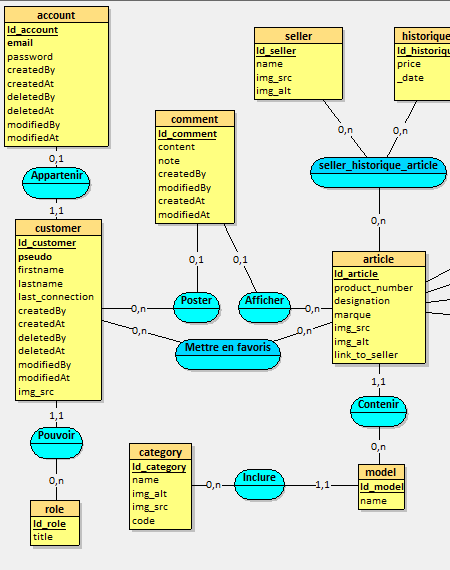 account
Id_account
email
password
createdBy
createdAt
deletedBy
deletedAt
modifiedBy
modifiedAt
0,1
Appartenir
1,1
customer
Id_customer
pseudo
firstname
lastname
last_connection
createdBy
createdAt
deletedBy
deletedAt
modifiedBy
modifiedAt
img_src
1,1
Pouvoir
0,n
role
Id_role
title
comment
Id_comment
content
note
createdBy
modifiedBy
createdAt
modifiedAt
0,1
0,1
0,n
Poster
Afficher
0,n
0,n
Mettre en favoris
0,n
seller
Id_seller
name
img_src
img_alt
historique
Id_historiq
price
_date
0,n
0,n
seller_historique_article
0,n
article
Id_article
product_number
designation
marque
img_src
img_alt
link_to_seller
1,1
Contenir
0,n
model
Id_model
name
category
Id_category
name
img_alt
img_src
code
0,n
Inclure
1,1